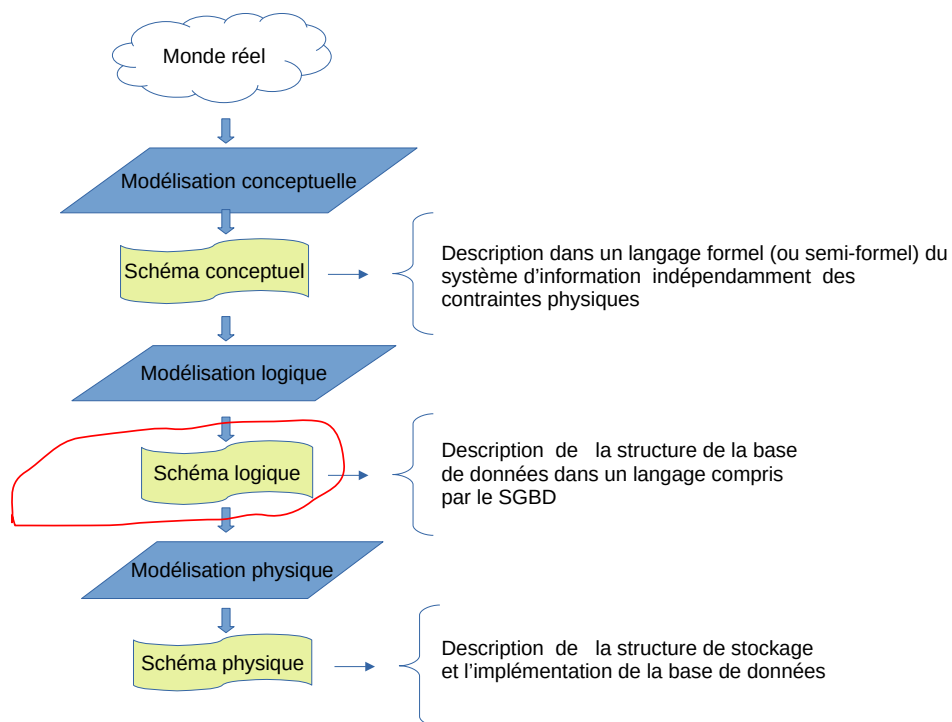 Monde réel
Modélisation conceptuelle
Schéma conceptuel
Description dans un langage formel (ou semi-formel) du
système d’information indépendamment des
contraintes physiques
Modélisation logique
Schéma logique
Description de la structure de la base
de données dans un langage compris
par le SGBD
Modélisation physique
Schéma physique
Description de la structure de stockage
et l’implémentation de la base de données